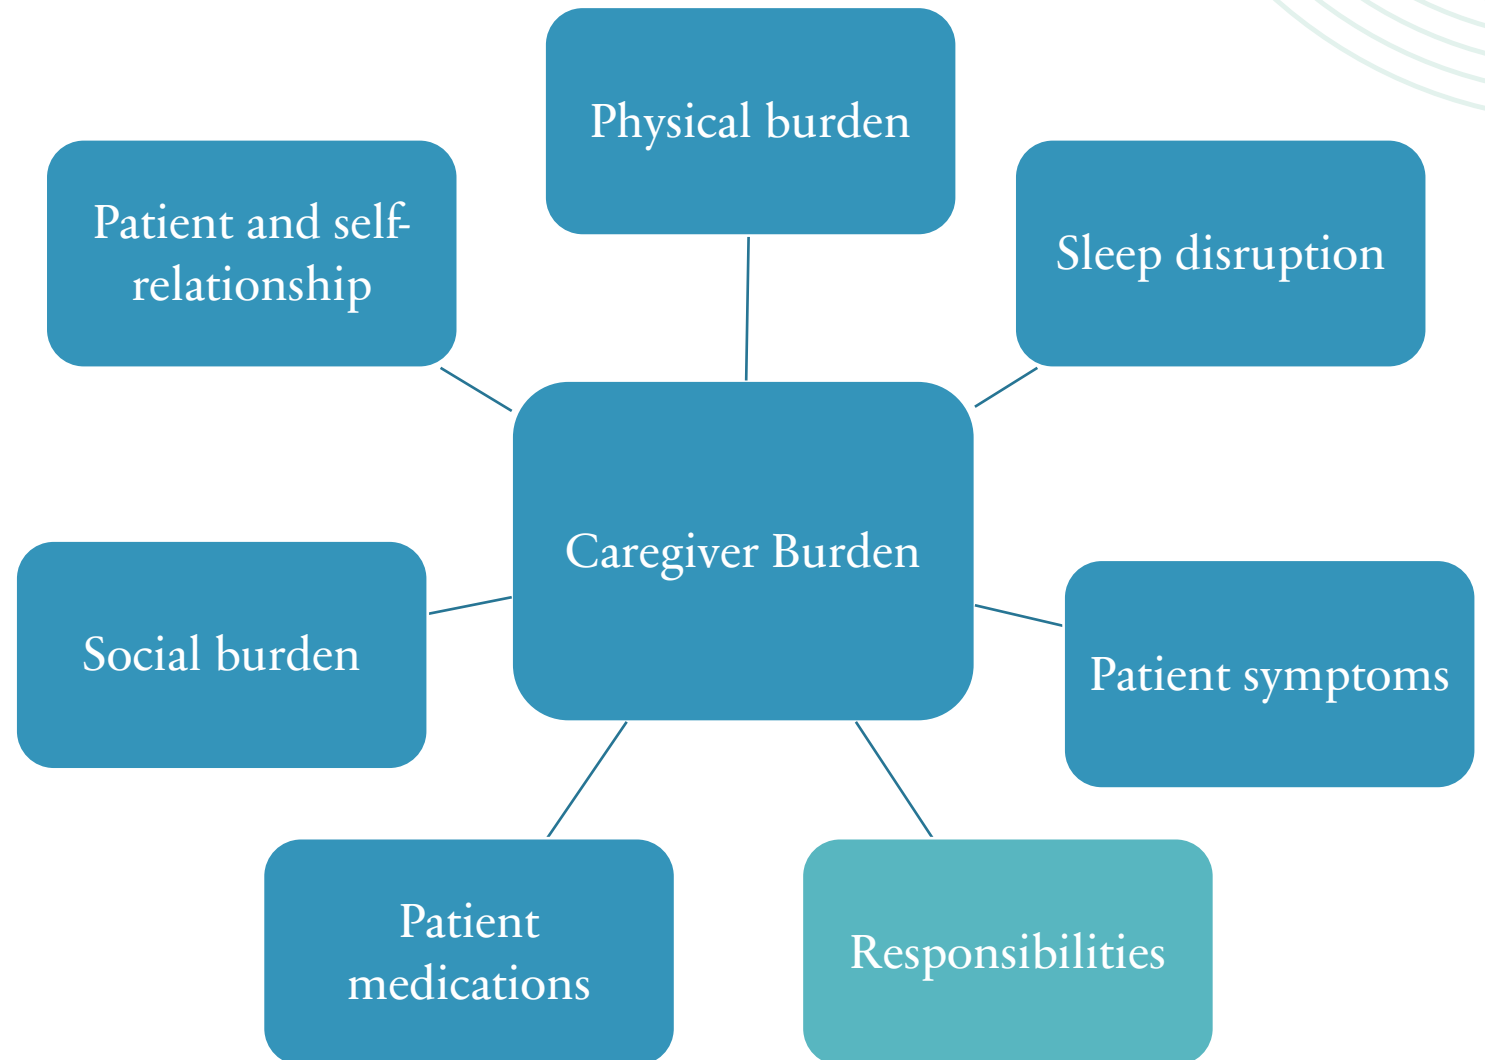 Physical burden
Patient and self-
relationship
Sleep disruption
Caregiver Burden
Social burden
Patient symptoms
Patient
medications
Responsibilities